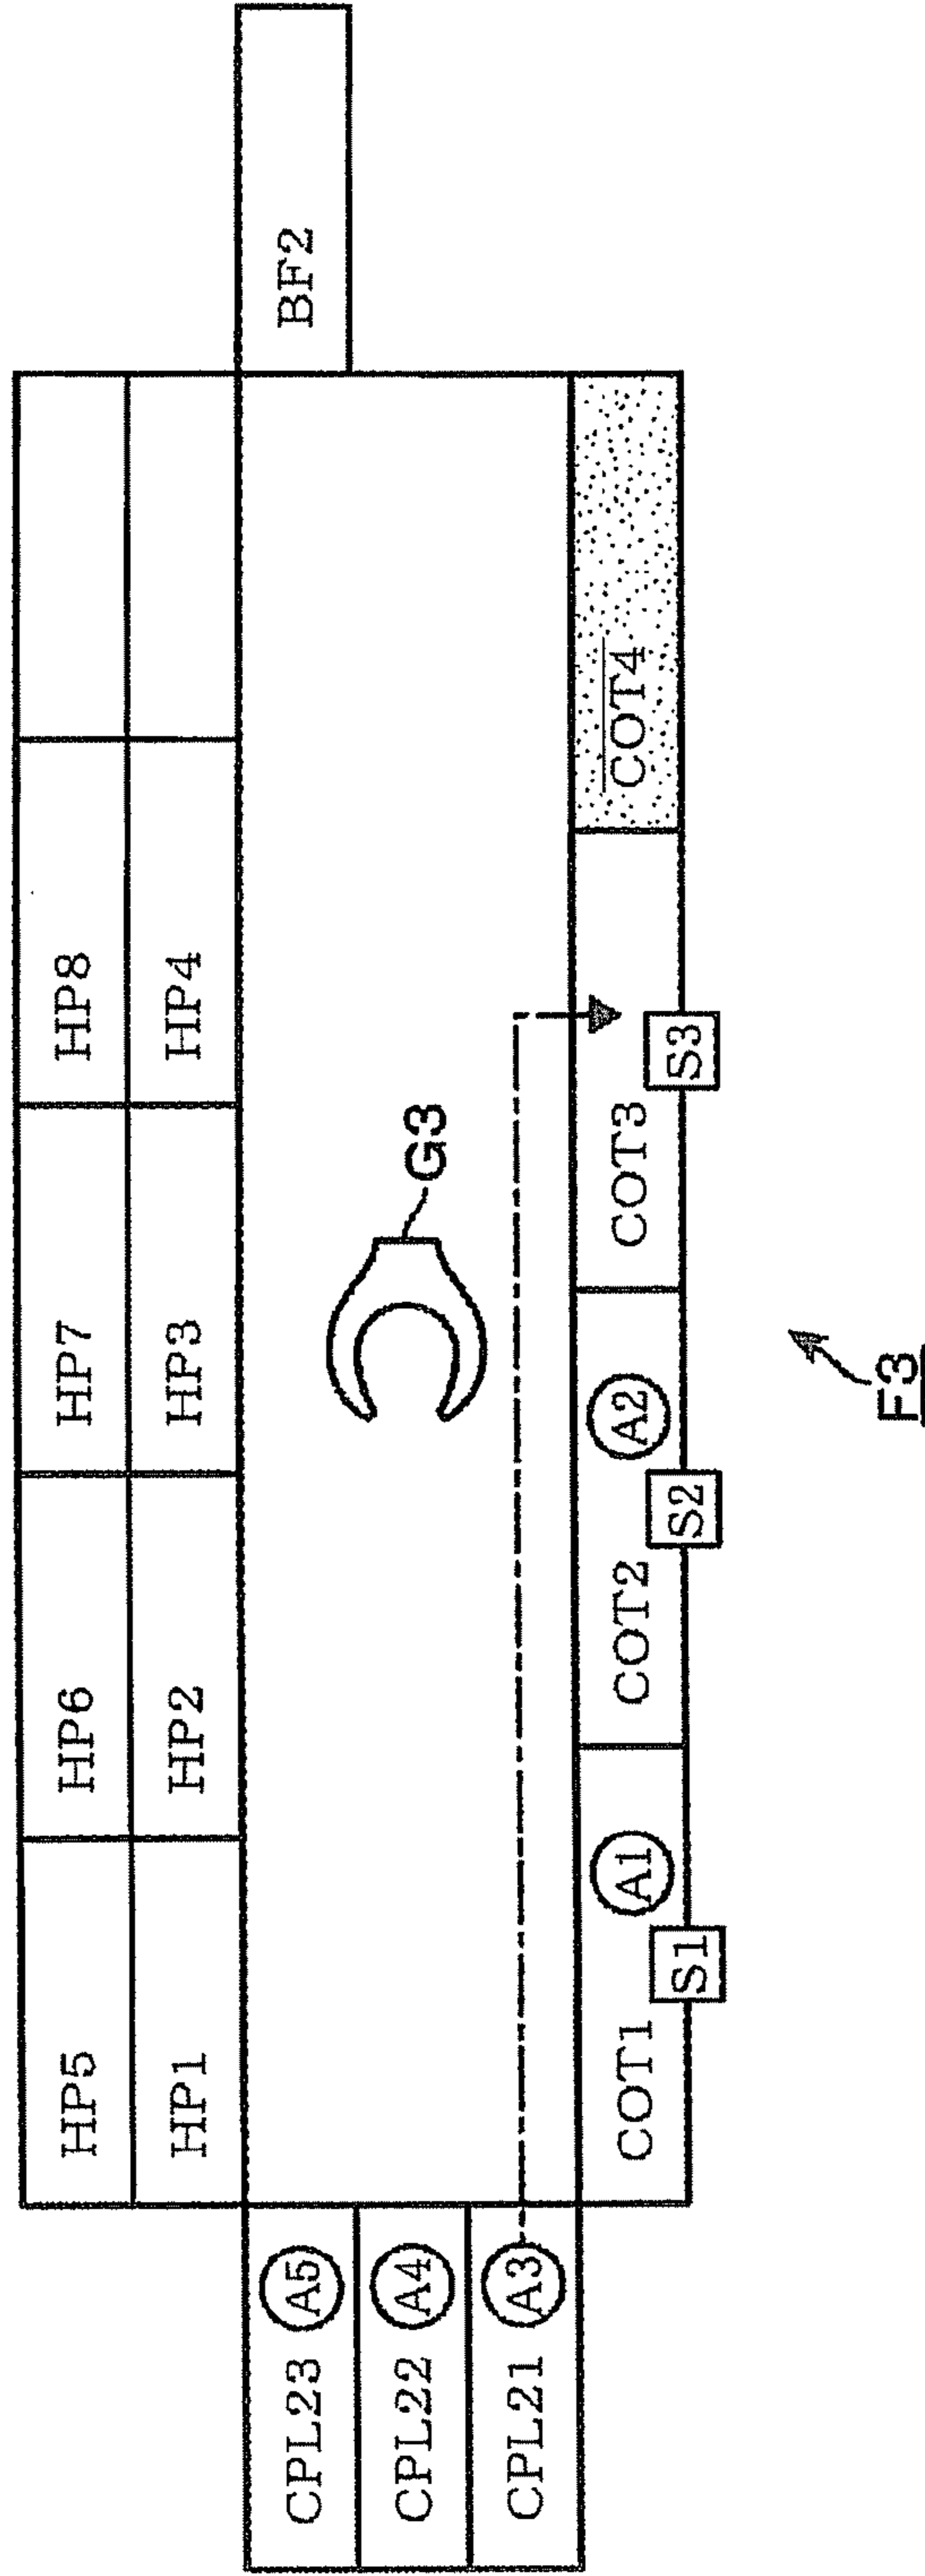 HP5 HP6 HP7 HP8
HP1 HP2 HP3 HP4
BF2
CPL23 A5
CPL22 A4
CPL21 A3
G3
COT1 A1 COT2 A2 COT3 COT4
S1 S2 S3
F3